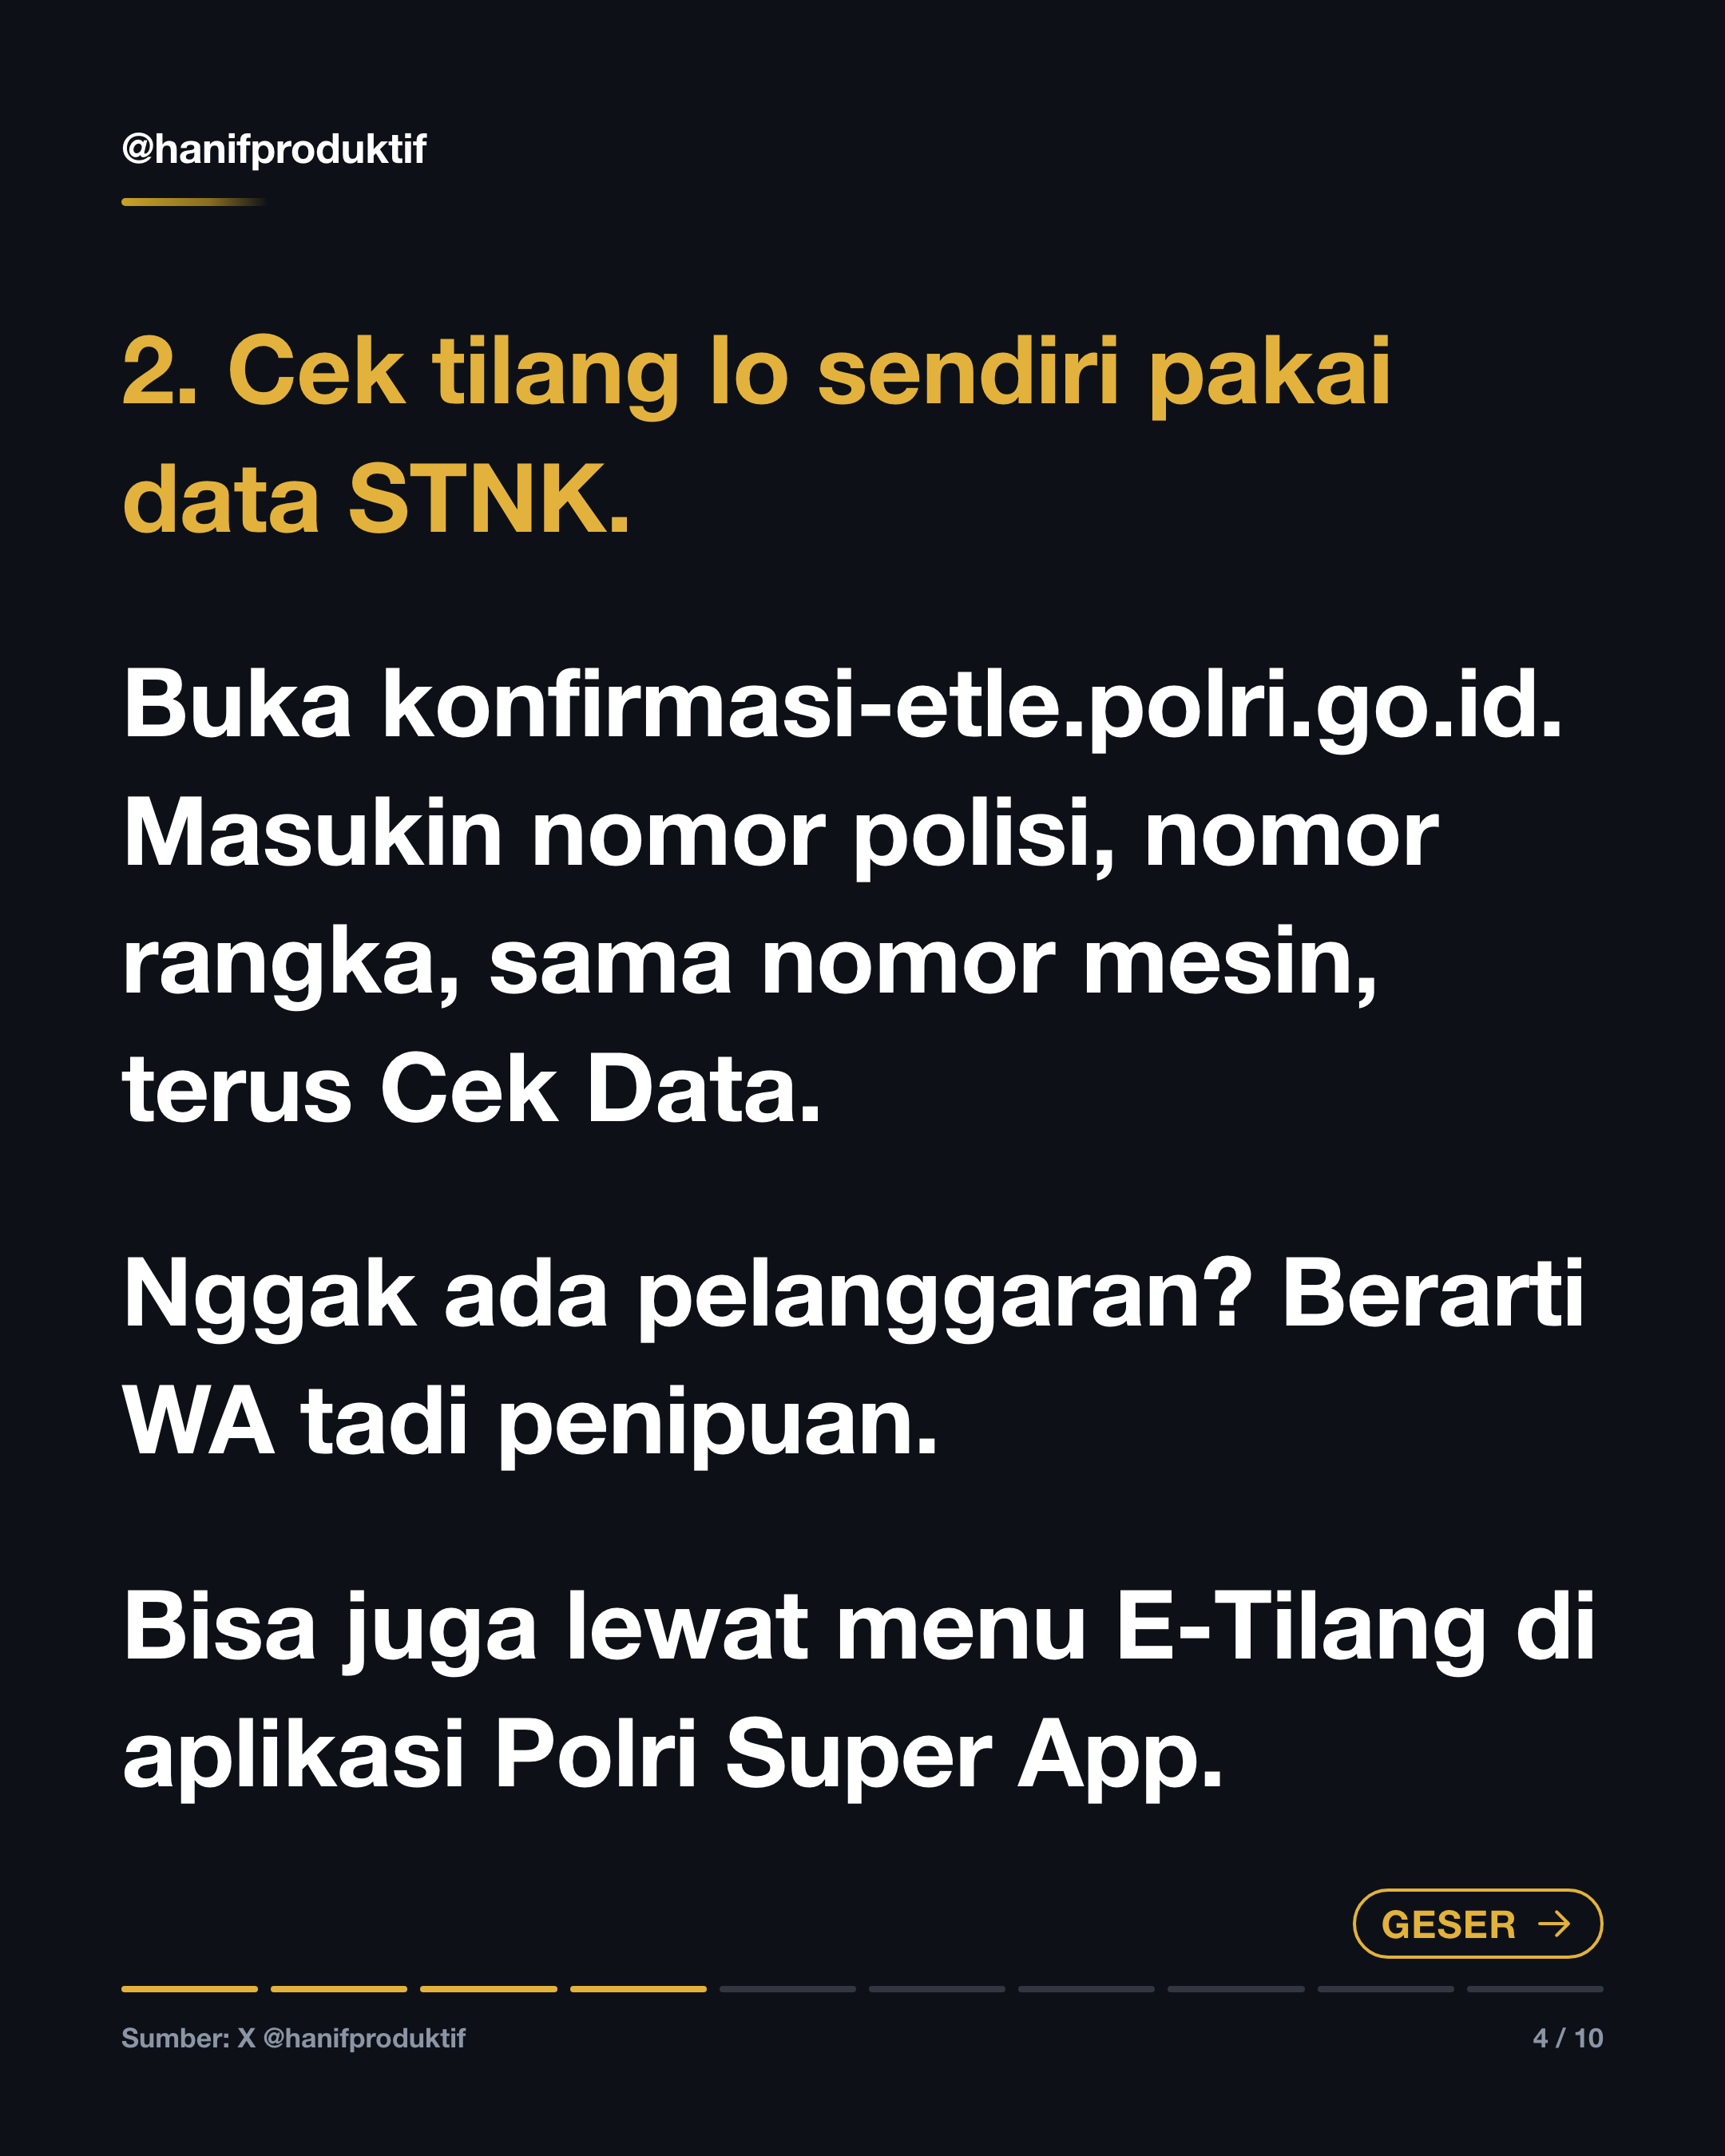 @hanifproduktif
2. Cek tilang lo sendiri pakai
data STNK.
Buka konfirmasi-etle.polri.go.id.
Masukin nomor polisi, nomor
rangka, sama nomor mesin,
terus Cek Data.
Nggak ada pelanggaran? Berarti
WA tadi penipuan.
Bisa juga lewat menu E-Tilang di
aplikasi Polri Super App.
GESER →
Sumber: X @hanifproduktif
4 / 10